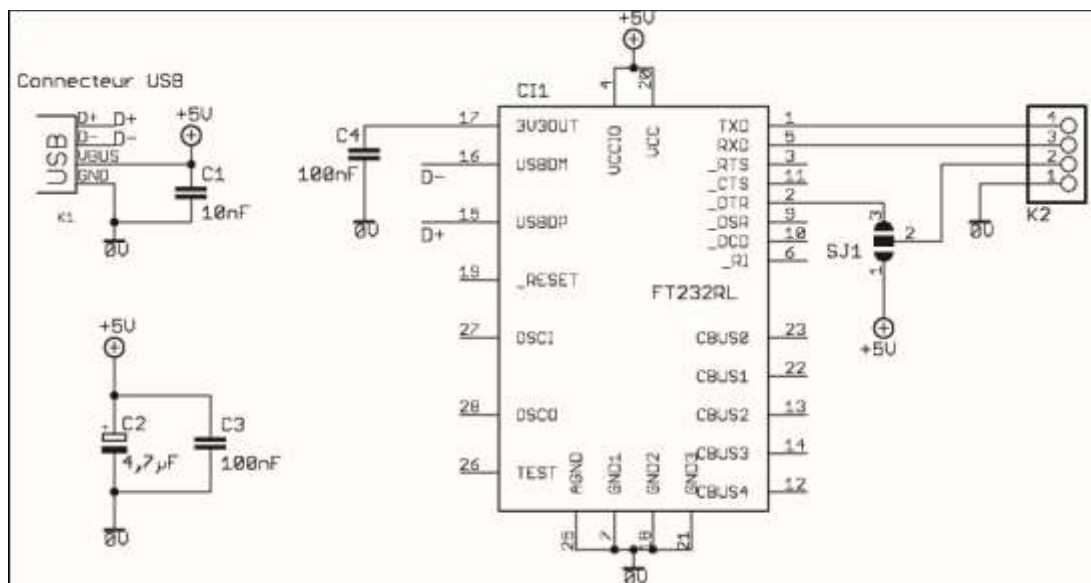 +5V
Connecteur USB
USB
D+ D+
D- D-
VBUS
GND
K1
+5V
C1
10nF
0V
+5V
C2
+
4,7µF
C3
100nF
0V
C4
100nF
0V
CI1
FT232RL
17 3V3OUT
16 USBDM
D-
15 USBDP
D+
19 _RESET
27 OSCI
28 OSCO
26 TEST
4 VCCIO
20 VCC
TXD 1
RXD 5
_RTS 3
_CTS 11
_DTR 2
_DSR 9
_DCD 10
_RI 6
CBUS0 23
CBUS1 22
CBUS2 13
CBUS3 14
CBUS4 12
AGND 25
GND1 7
GND2 18
GND3 21
0V
SJ1
3
2
1
+5V
4
3
2
1
K2
0V